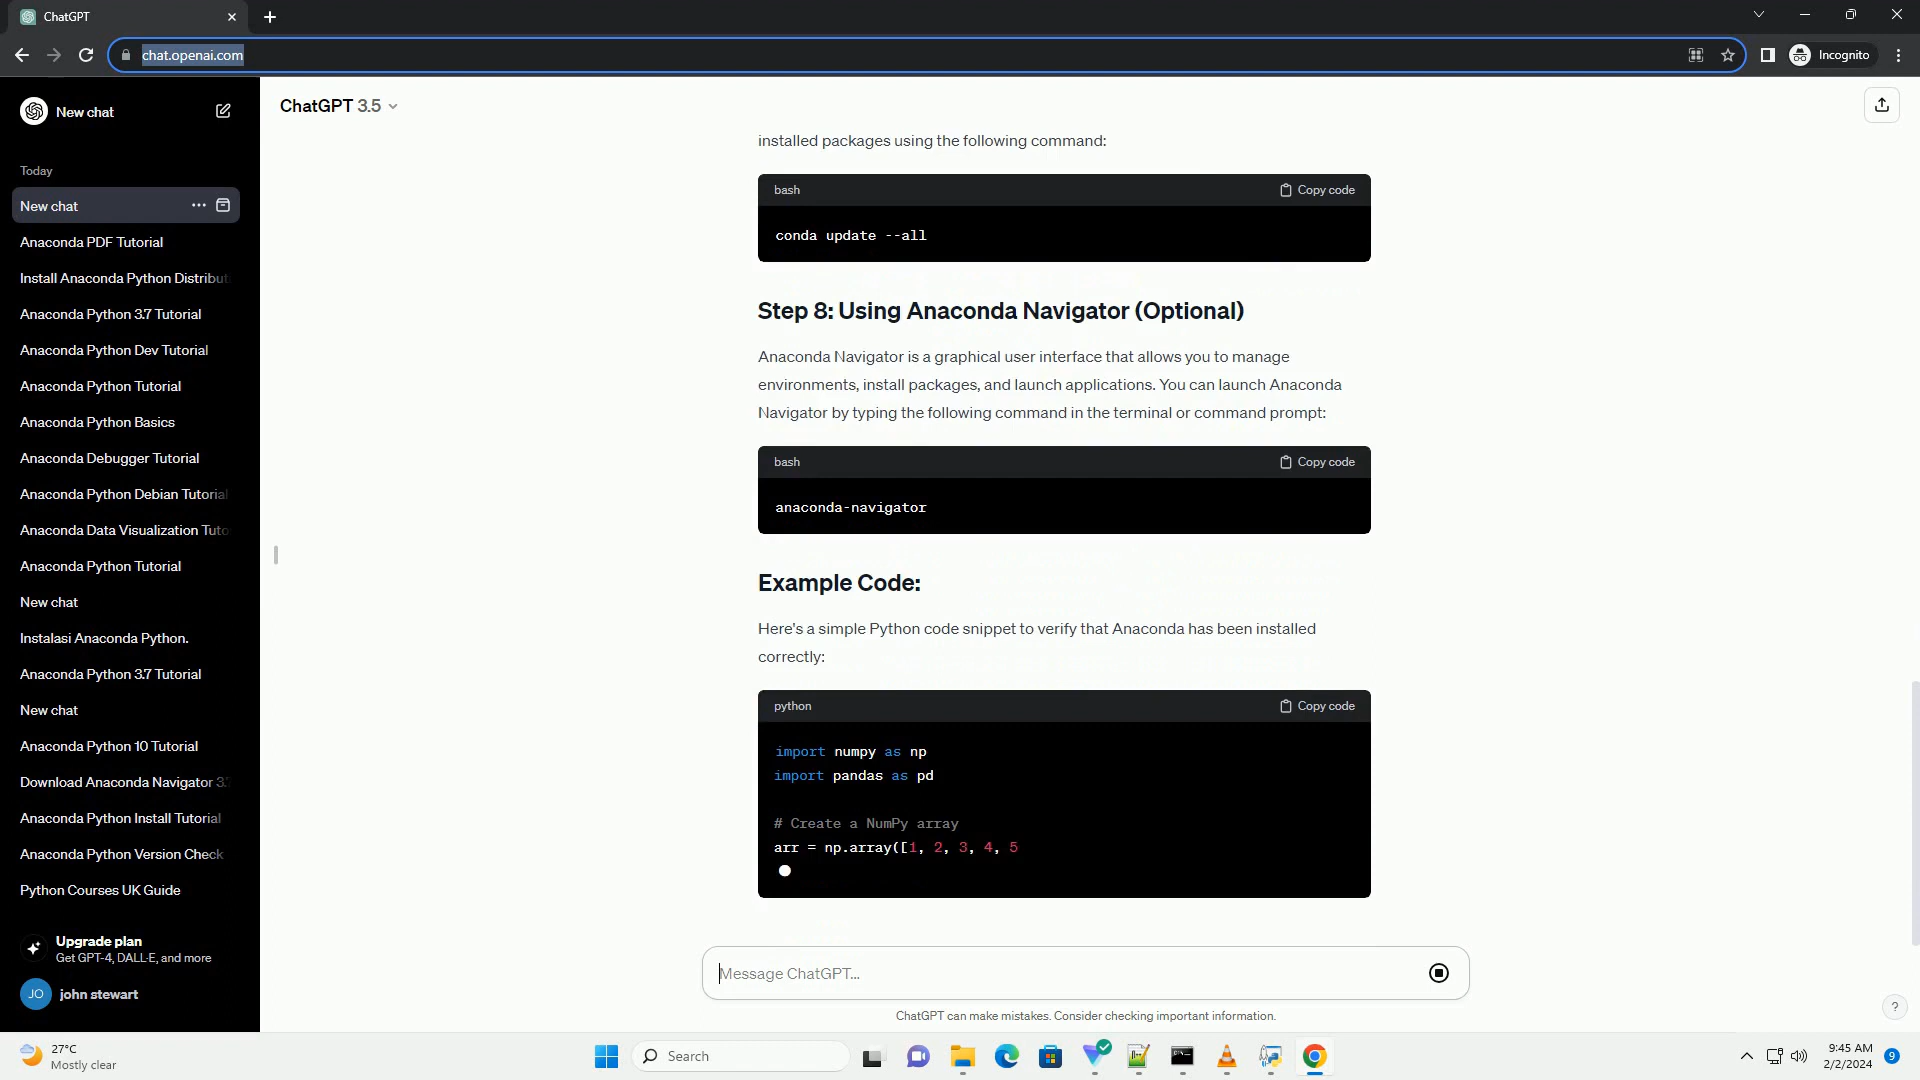 ChatGPT
chat.openai.com
Incognito
New chat
Today
New chat
Anaconda PDF Tutorial
Install Anaconda Python Distribut
Anaconda Python 3.7 Tutorial
Anaconda Python Dev Tutorial
Anaconda Python Tutorial
Anaconda Python Basics
Anaconda Debugger Tutorial
Anaconda Python Debian Tutorial
Anaconda Data Visualization Tuto
Anaconda Python Tutorial
New chat
Instalasi Anaconda Python.
Anaconda Python 3.7 Tutorial
New chat
Anaconda Python 10 Tutorial
Download Anaconda Navigator 3.7
Anaconda Python Install Tutorial
Anaconda Python Version Check
Python Courses UK Guide
Upgrade plan
Get GPT-4, DALL·E, and more
JO john stewart
ChatGPT 3.5
installed packages using the following command:
bash Copy code
conda update --all
Step 8: Using Anaconda Navigator (Optional)
Anaconda Navigator is a graphical user interface that allows you to manage
environments, install packages, and launch applications. You can launch Anaconda
Navigator by typing the following command in the terminal or command prompt:
bash Copy code
anaconda-navigator
Example Code:
Here's a simple Python code snippet to verify that Anaconda has been installed
correctly:
python Copy code
import numpy as np
import pandas as pd
# Create a NumPy array
arr = np.array([1, 2, 3, 4, 5
Message ChatGPT...
ChatGPT can make mistakes. Consider checking important information.
?
27°C
Mostly clear
Search
9:45 AM
2/2/2024
9